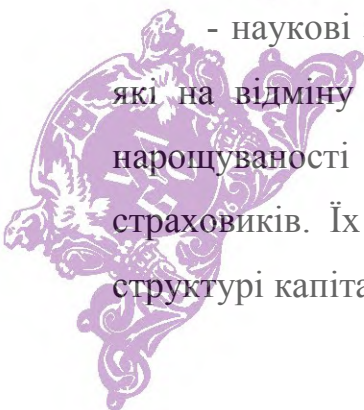 - наукові
які на відміну
нарощуваності
страховиків. Їх
структурі капіта